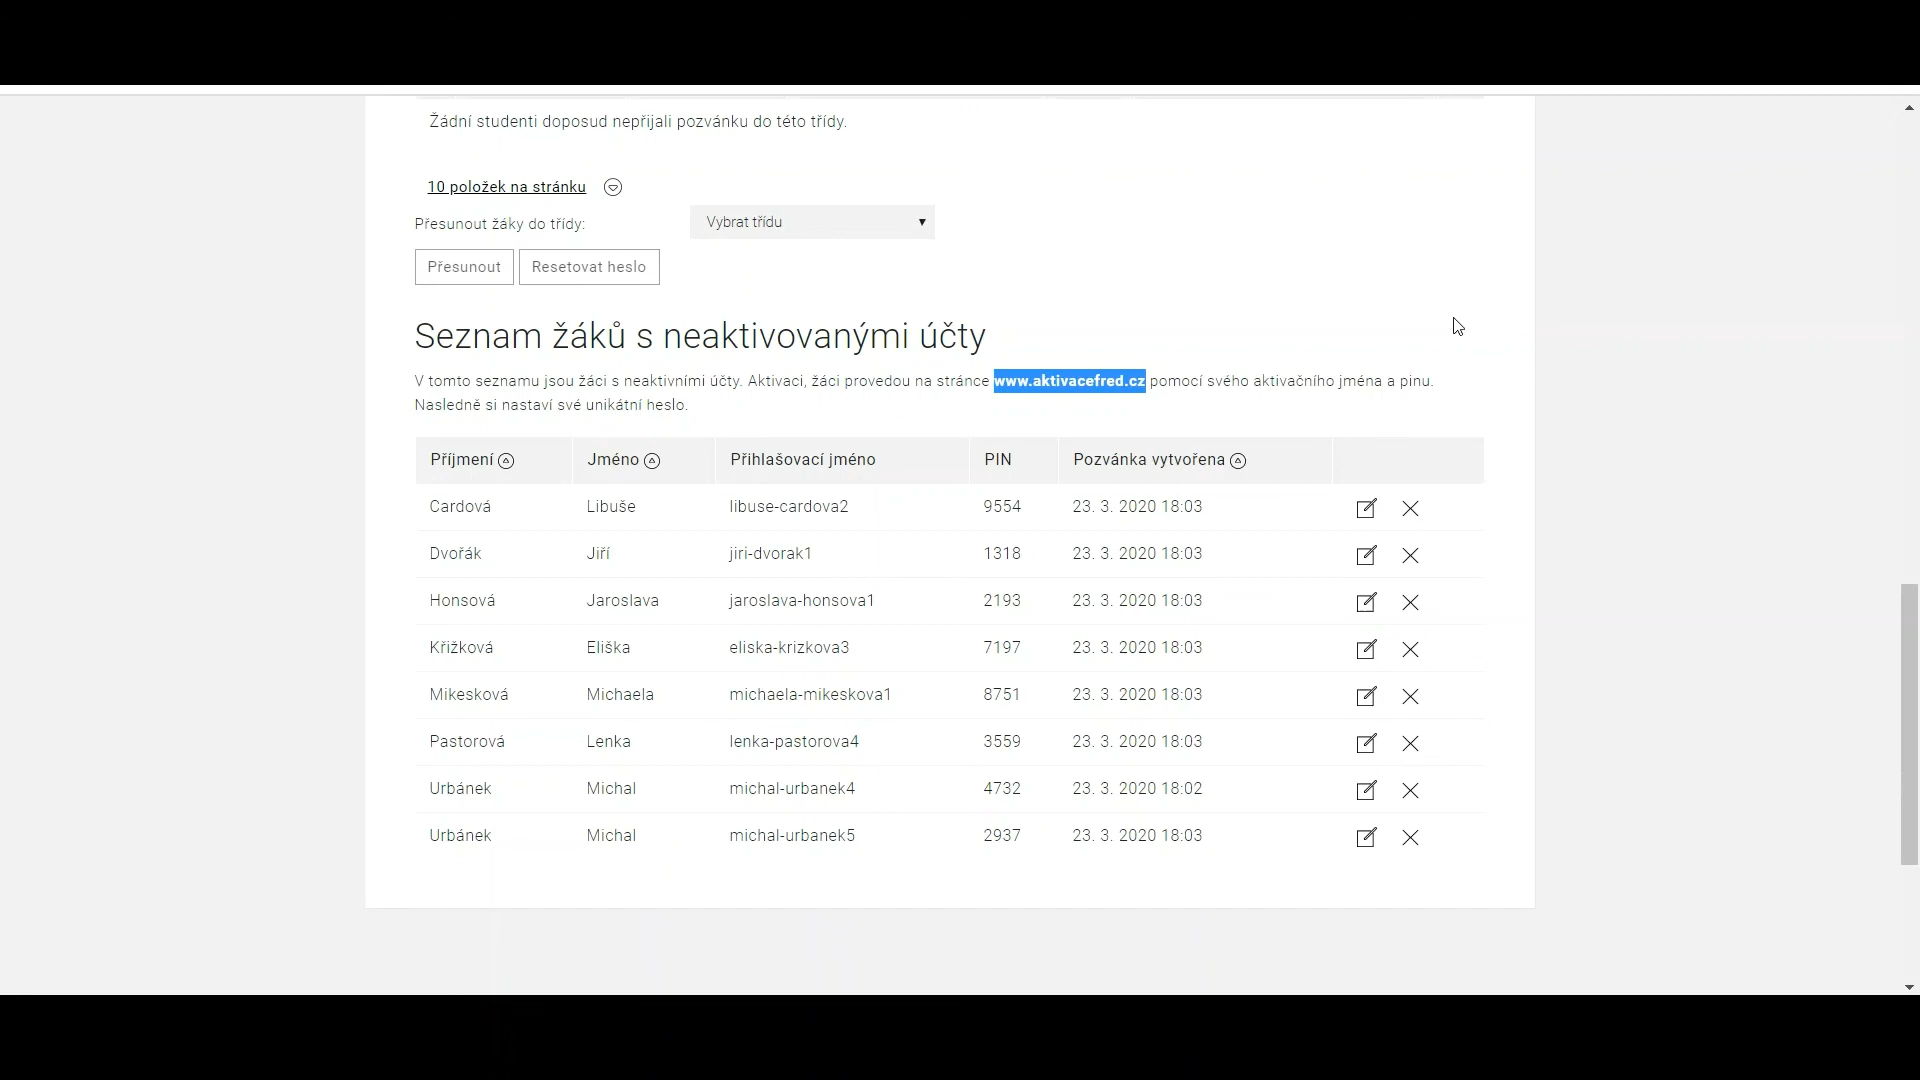 Žádní studenti doposud nepřijali pozvánku do této třídy.
10 položek na stránku
Přesunout žáky do třídy: Vybrat třídu
Přesunout Resetovat heslo
Seznam žáků s neaktivovanými účty
V tomto seznamu jsou žáci s neaktivními účty. Aktivaci, žáci provedou na stránce www.aktivacefred.cz pomocí svého aktivačního jména a pinu.
Nasledně si nastaví své unikátní heslo.
Příjmení Jméno Přihlašovací jméno PIN Pozvánka vytvořena
Cardová Libuše libuse-cardova2 9554 23. 3. 2020 18:03
Dvořák Jiří jiri-dvorak1 1318 23. 3. 2020 18:03
Honsová Jaroslava jaroslava-honsova1 2193 23. 3. 2020 18:03
Křižková Eliška eliska-krizkova3 7197 23. 3. 2020 18:03
Mikesková Michaela michaela-mikeskova1 8751 23. 3. 2020 18:03
Pastorová Lenka lenka-pastorova4 3559 23. 3. 2020 18:03
Urbánek Michal michal-urbanek4 4732 23. 3. 2020 18:02
Urbánek Michal michal-urbanek5 2937 23. 3. 2020 18:03